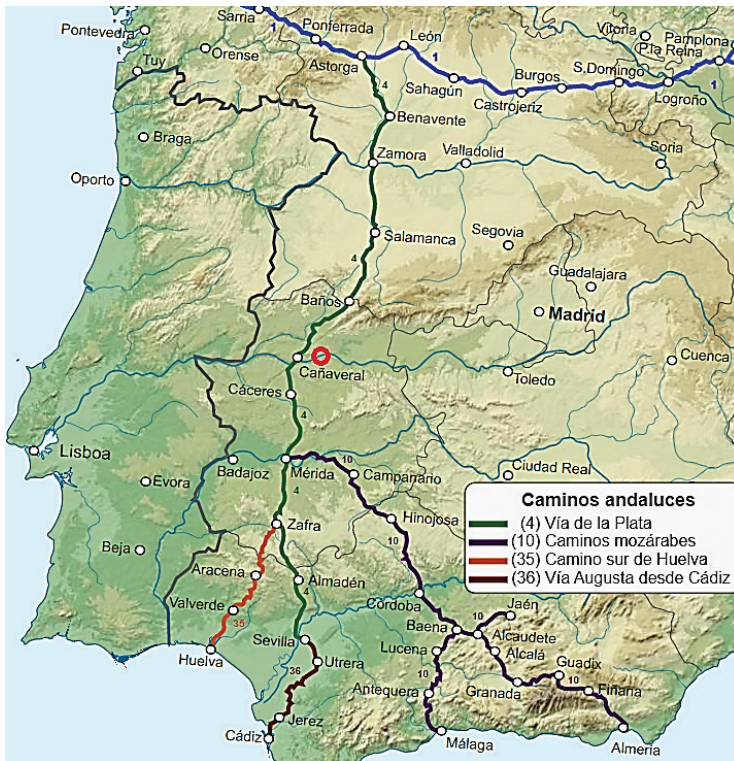 Sarria
Ponferrada
León
Vitoria
Pamplona
Pontevedra
1
Orense
Astorga
1
Burgos
S.Domingo
P.la Reina
Tuy
4
Sahagún
Castrojeriz
Logroño
1
Benavente
Braga
Zamora
Valladolid
Soria
Oporto
Salamanca
Segovia
4
Guadalajara
Baños
Madrid
Cañaveral
Cuenca
Toledo
Cáceres
4
Lisboa
Badajoz
Mérida
10
Campanario
Ciudad Real
Evora
4
Caminos andaluces
(4) Vía de la Plata
(10) Caminos mozárabes
(35) Camino sur de Huelva
(36) Vía Augusta desde Cádiz
Zafra
Hinojosa
10
Beja
Aracena
Almadén
4
Valverde
Córdoba
Jaén
10
35
Sevilla
Baena
Alcaudete
Huelva
Utrera
Lucena
Alcalá
36
10
Guadix
Antequera
Granada
10
Fiñana
Jerez
Cádiz
Málaga
Almería